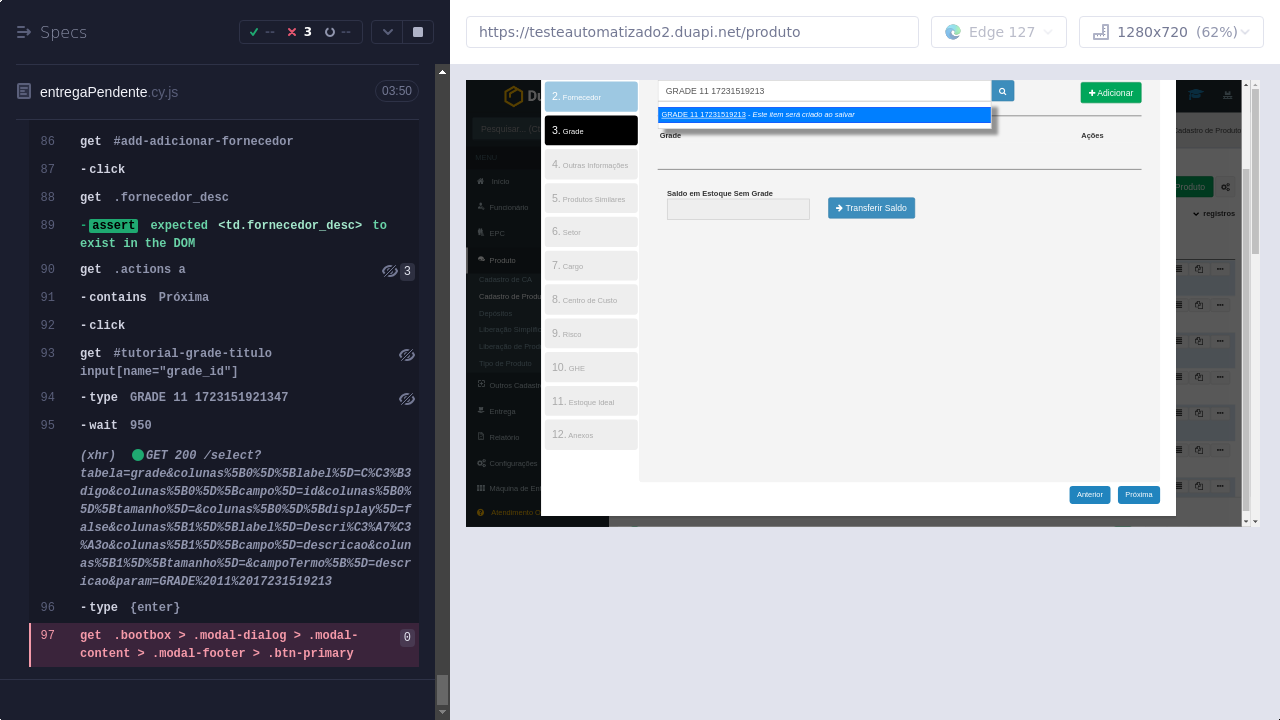 Specs
-- 3 --
https://testeautomatizado2.duapi.net/produto
Edge 127
1280x720 (62%)
entregaPendente.cy.js
03:50
86 get #add-adicionar-fornecedor
87 -click
88 get .fornecedor_desc
89 -assert expected <td.fornecedor_desc> to
exist in the DOM
90 get .actions a 3
91 -contains Próxima
92 -click
93 get #tutorial-grade-titulo
input[name="grade_id"]
94 -type GRADE 11 1723151921347
95 -wait 950
(xhr) GET 200 /select?
tabela=grade&colunas%5B0%5D%5Blabel%5D=C%C3%B3
digo&colunas%5B0%5D%5Bcampo%5D=id&colunas%5B0%
5D%5Btamanho%5D=&colunas%5B0%5D%5Bdisplay%5D=f
alse&colunas%5B1%5D%5Blabel%5D=Descri%C3%A7%C3
%A3o&colunas%5B1%5D%5Bcampo%5D=descricao&colun
as%5B1%5D%5Btamanho%5D=&campoTermo%5B%5D=descr
icao&param=GRADE%2011%2017231519213
96 -type {enter}
97 get .bootbox > .modal-dialog > .modal- 0
content > .modal-footer > .btn-primary
Du
Pesquisar... (C
MENU
Início
Funcionário
EPC
Produto
Cadastro de CA
Cadastro de Produ
Depósitos
Liberação Simplific
Liberação de Prod
Tipo de Produto
Outros Cadastr
Entrega
Relatório
Configurações
Máquina de Ent
Atendimento O
2. Fornecedor
3. Grade
4. Outras Informações
5. Produtos Similares
6. Setor
7. Cargo
8. Centro de Custo
9. Risco
10. GHE
11. Estoque Ideal
12. Anexos
GRADE 11 17231519213
Adicionar
GRADE 11 17231519213 - Este item será criado ao salvar
Grade
Ações
Saldo em Estoque Sem Grade
Transferir Saldo
Anterior
Próxima
Cadastro de Produto
Produto
registros